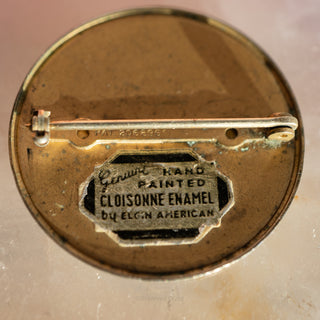 Genuine HAND
PAINTED
CLOISONNE ENAMEL
by ELGIN AMERICAN